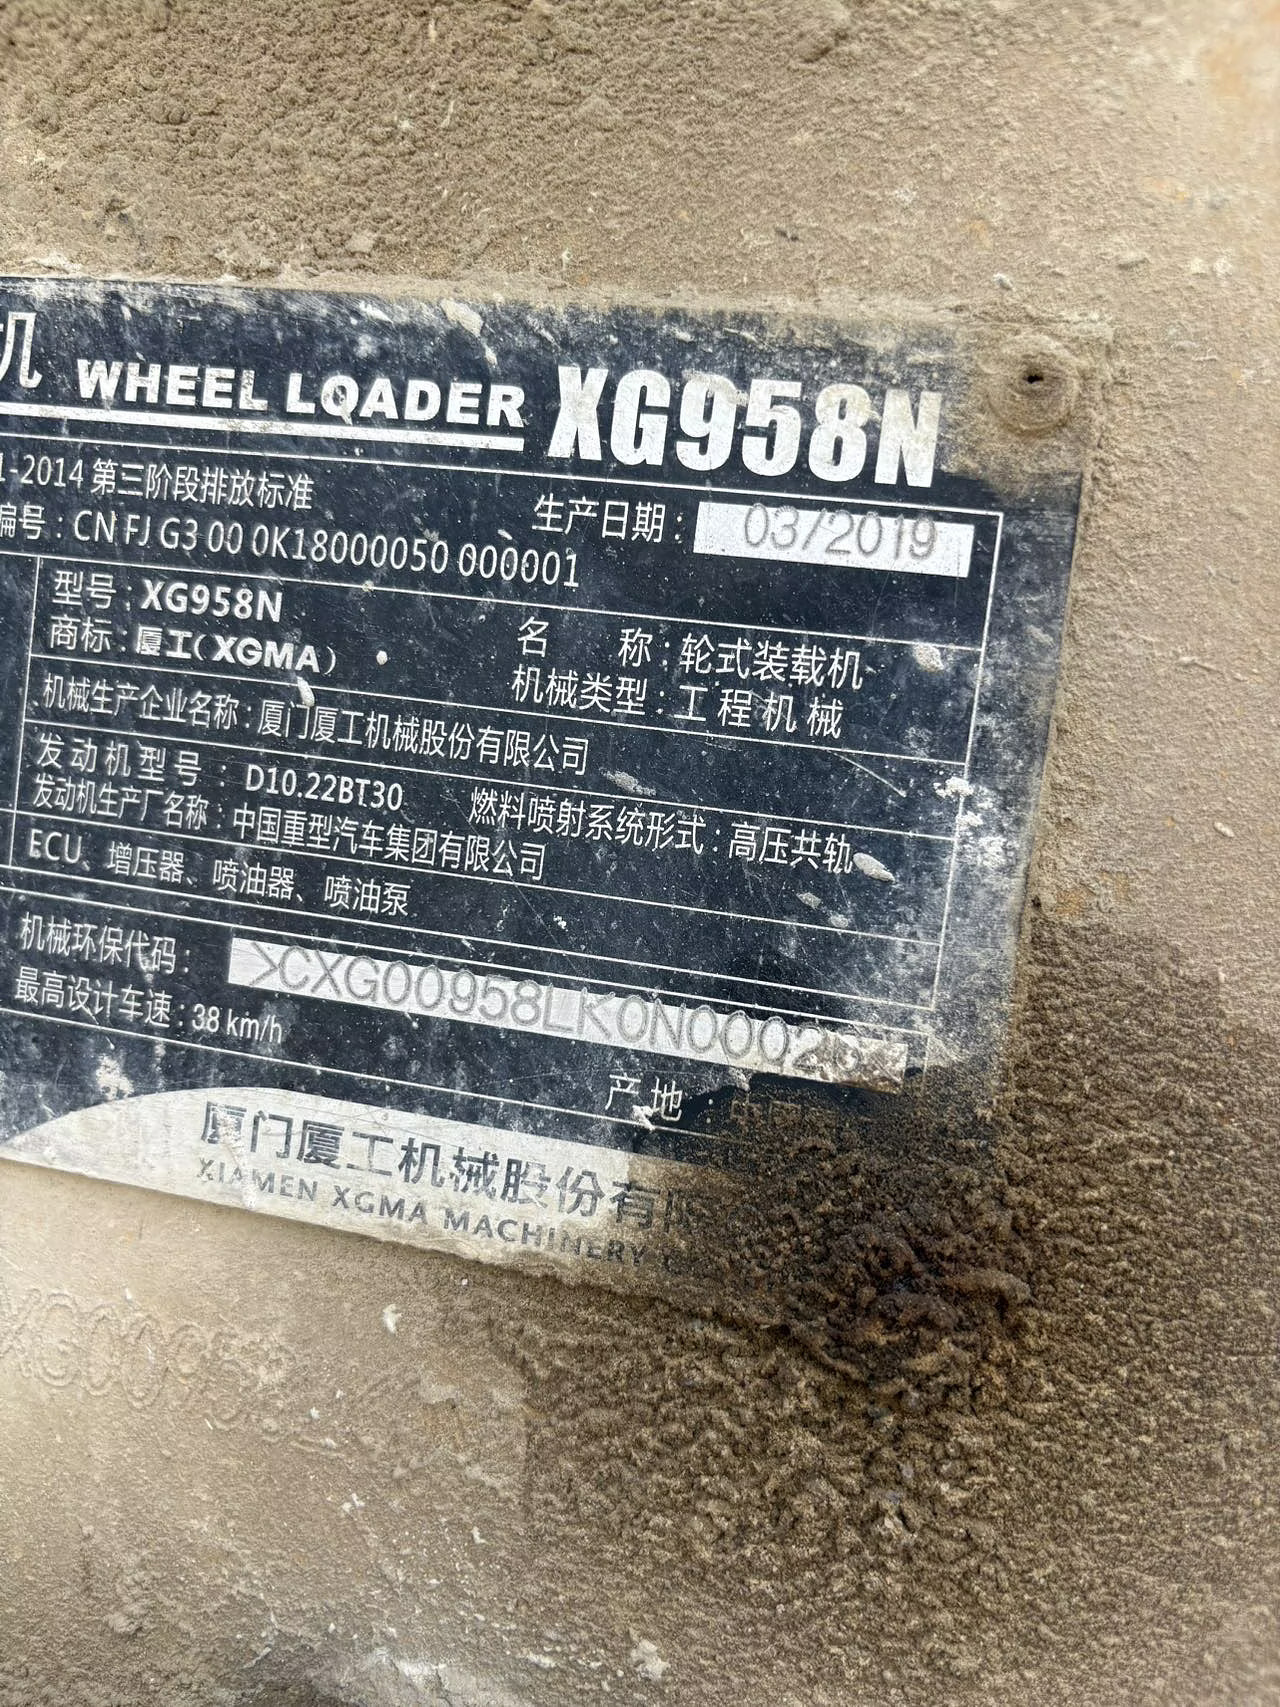 机 WHEEL LOADER XG958N
1-2014 第三阶段排放标准
生产日期： 03/2019
编号：CN FJ G3 00 0K18000050 000001
型号：XG958N
名 称：轮式装载机
商标：厦工(XGMA)
机械类型：工程机械
机械生产企业名称：厦门厦工机械股份有限公司
发动机型号： D10.22BT30
燃料喷射系统形式：高压共轨
发动机生产厂名称：中国重型汽车集团有限公司
ECU、增压器、喷油器、喷油泵
机械环保代码： >CXG00958LK0N0002
最高设计车速：38 km/h
产地：中国
厦门厦工机械股份有限
XIAMEN XGMA MACHINERY
XG00958